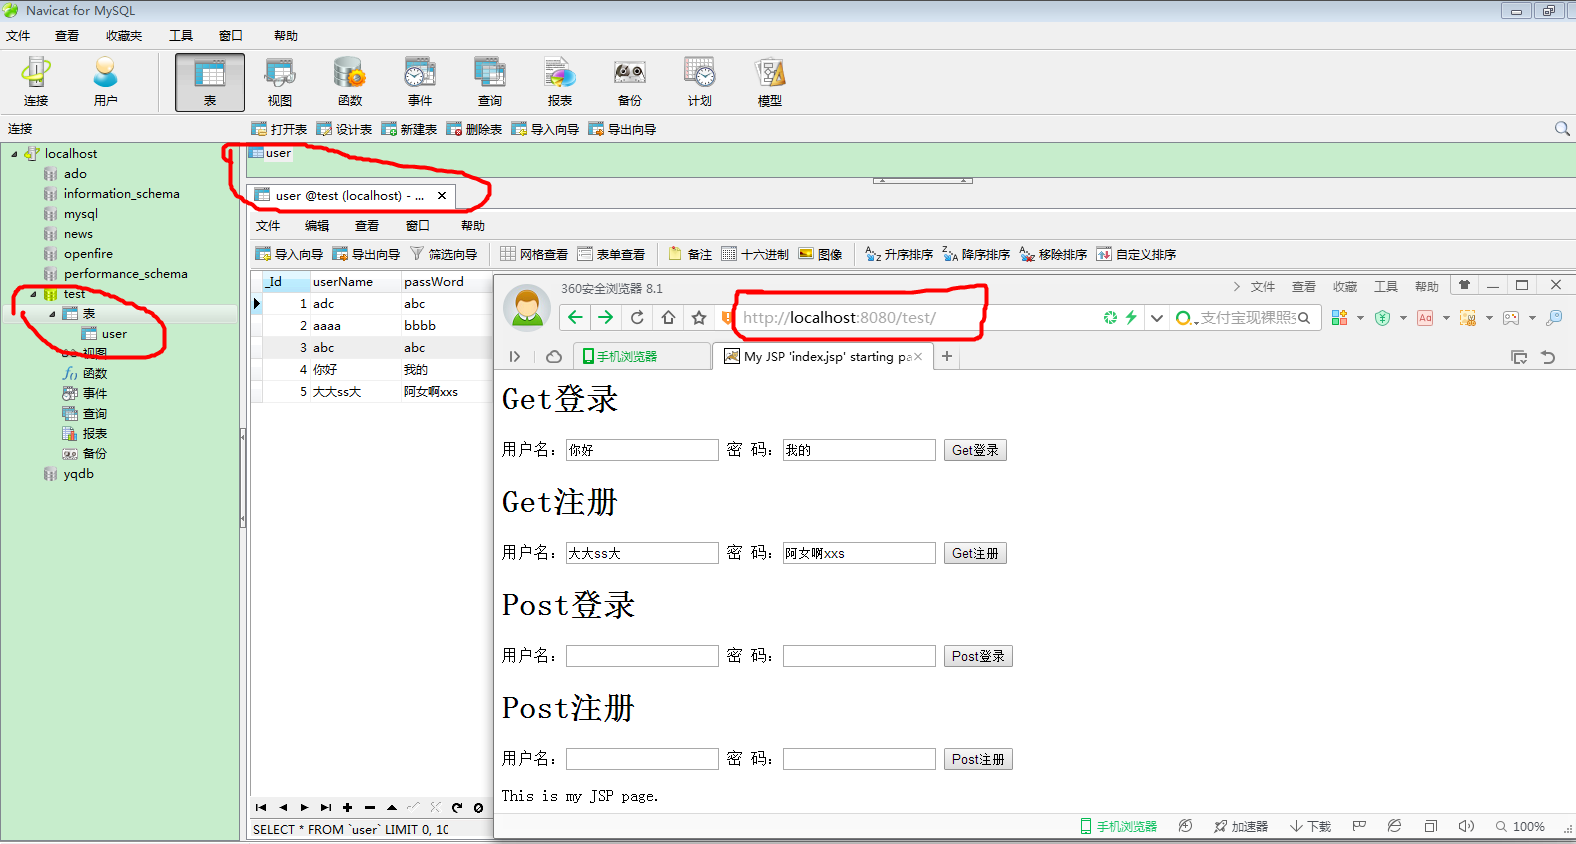 Navicat for MySQL
文件 查看 收藏夹 工具 窗口 帮助
连接 用户 表 视图 函数 事件 查询 报表 备份 计划 模型
连接 打开表 设计表 新建表 删除表 导入向导 导出向导
localhost
ado
information_schema
mysql
news
openfire
performance_schema
test
表
user
视图
函数
事件
查询
报表
备份
yqdb
user
user @test (localhost) - ...
文件 编辑 查看 窗口 帮助
导入向导 导出向导 筛选向导 网格查看 表单查看 备注 十六进制 图像 升序排序 降序排序 移除排序 自定义排序
_Id userName passWord
1 adc abc
2 aaaa bbbb
3 abc abc
4 你好 我的
5 大大ss大 阿女啊xxs
SELECT * FROM `user` LIMIT 0, 10
360安全浏览器 8.1 文件 查看 收藏 工具 帮助
http://localhost:8080/test/ 支付宝现裸照
手机浏览器 My JSP 'index.jsp' starting pa
Get登录
用户名： 你好 密 码： 我的 Get登录
Get注册
用户名： 大大ss大 密 码： 阿女啊xxs Get注册
Post登录
用户名： 密 码： Post登录
Post注册
用户名： 密 码： Post注册
This is my JSP page.
手机浏览器 加速器 下载 100%